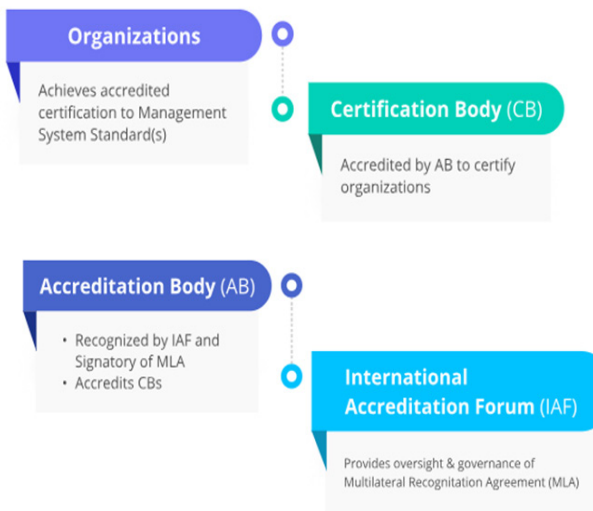 Organizations
Achieves accredited
certification to Management
System Standard(s)
Certification Body (CB)
Accredited by AB to certify
organizations
Accreditation Body (AB)
• Recognized by IAF and
Signatory of MLA
• Accredits CBs
International
Accreditation Forum (IAF)
Provides oversight & governance of
Multilateral Recognitation Agreement (MLA)